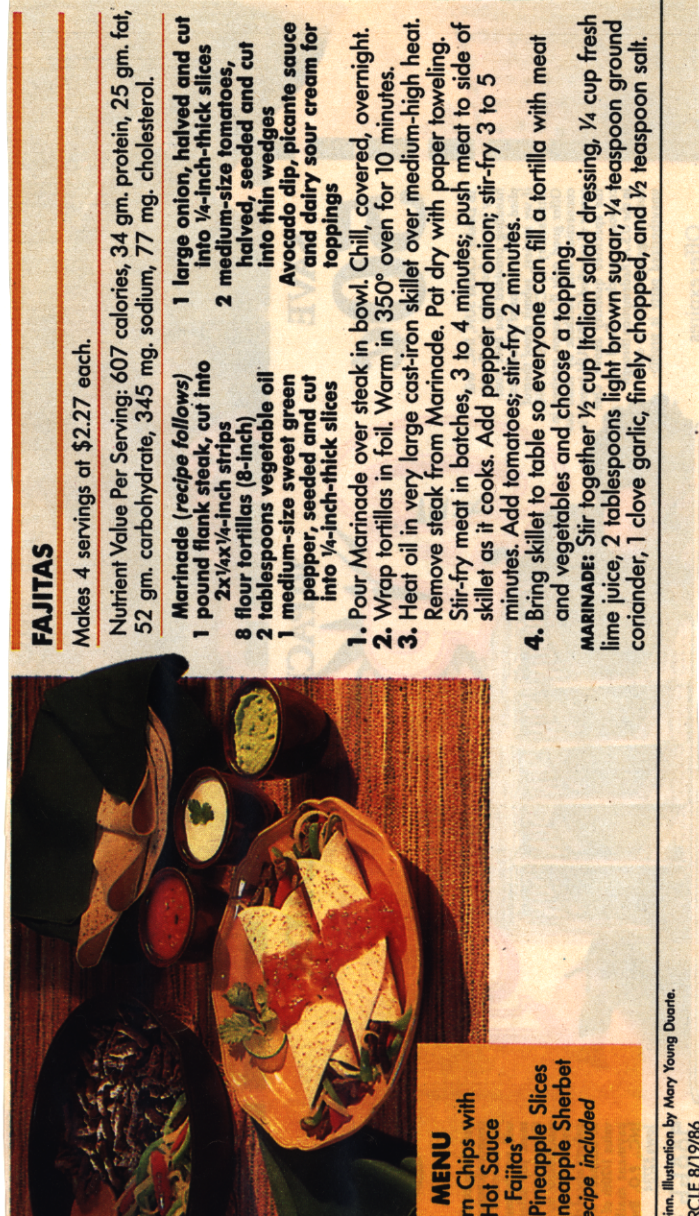 FAJITAS
Makes 4 servings at $2.27 each.
Nutrient Value Per Serving: 607 calories, 34 gm. protein, 25 gm. fat,
52 gm. carbohydrate, 345 mg. sodium, 77 mg. cholesterol.
Marinade (recipe follows)
1 pound flank steak, cut into
2x¼x¼-inch strips
8 flour tortillas (8-inch)
2 tablespoons vegetable oil
1 medium-size sweet green
pepper, seeded and cut
into ¼-inch-thick slices
1 large onion, halved and cut
into ¼-inch-thick slices
2 medium-size tomatoes,
halved, seeded and cut
into thin wedges
Avocado dip, picante sauce
and dairy sour cream for
toppings
1. Pour Marinade over steak in bowl. Chill, covered, overnight.
2. Wrap tortillas in foil. Warm in 350° oven for 10 minutes.
3. Heat oil in very large cast-iron skillet over medium-high heat.
Remove steak from Marinade. Pat dry with paper toweling.
Stir-fry meat in batches, 3 to 4 minutes; push meat to side of
skillet as it cooks. Add pepper and onion; stir-fry 3 to 5
minutes. Add tomatoes; stir-fry 2 minutes.
4. Bring skillet to table so everyone can fill a tortilla with meat
and vegetables and choose a topping.
MARINADE: Stir together ½ cup Italian salad dressing, ¼ cup fresh
lime juice, 2 tablespoons light brown sugar, ¼ teaspoon ground
coriander, 1 clove garlic, finely chopped, and ½ teaspoon salt.
MENU
rn Chips with
Hot Sauce
Fajitas*
Pineapple Slices
neapple Sherbet
ecipe included
inn. Illustration by Mary Young Duarte.
RCLE 8/19/86